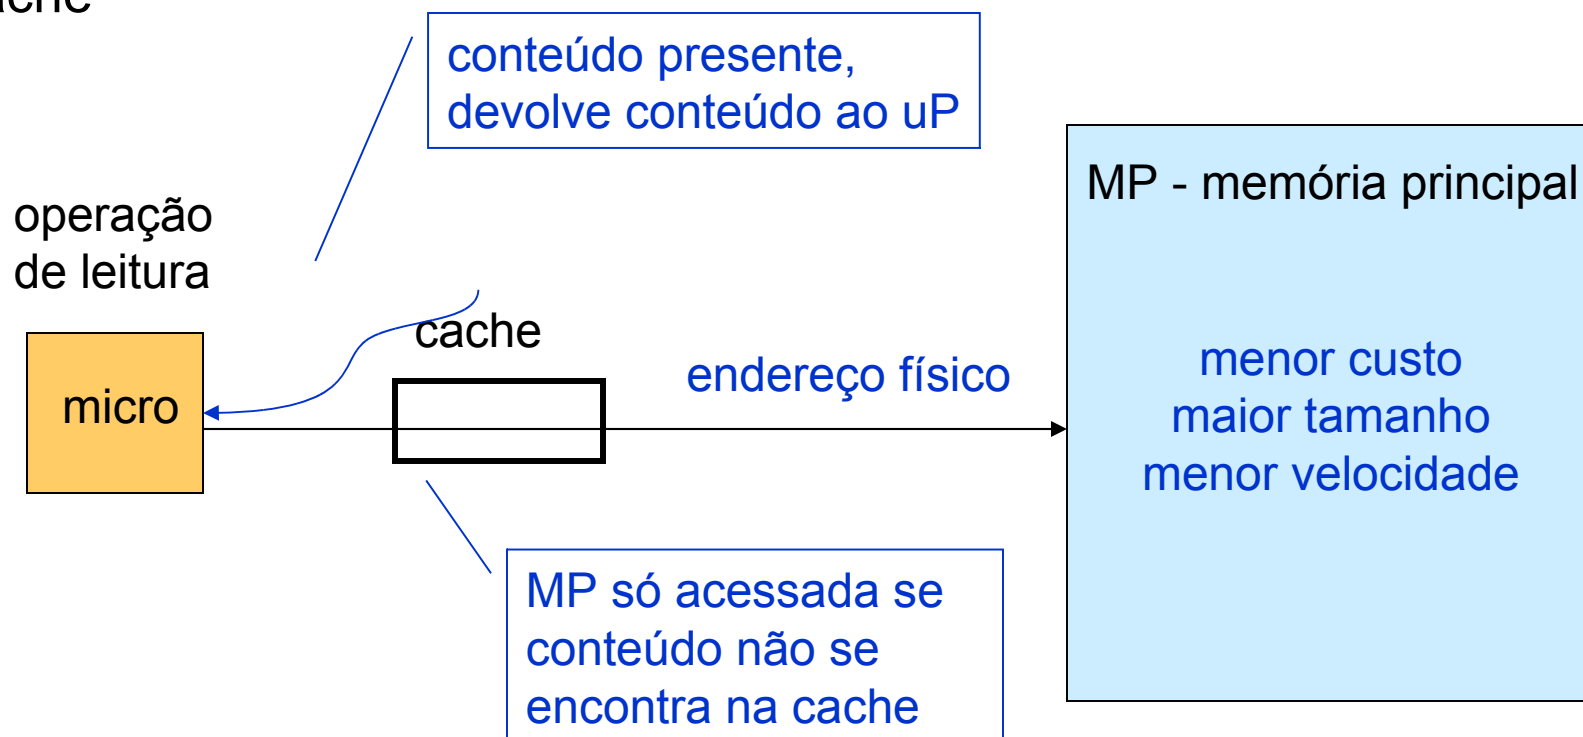 conteúdo presente,
devolve conteúdo ao uP
MP - memória principal
operação
de leitura
cache
micro
endereço físico
menor custo
maior tamanho
menor velocidade
MP só acessada se
conteúdo não se
encontra na cache